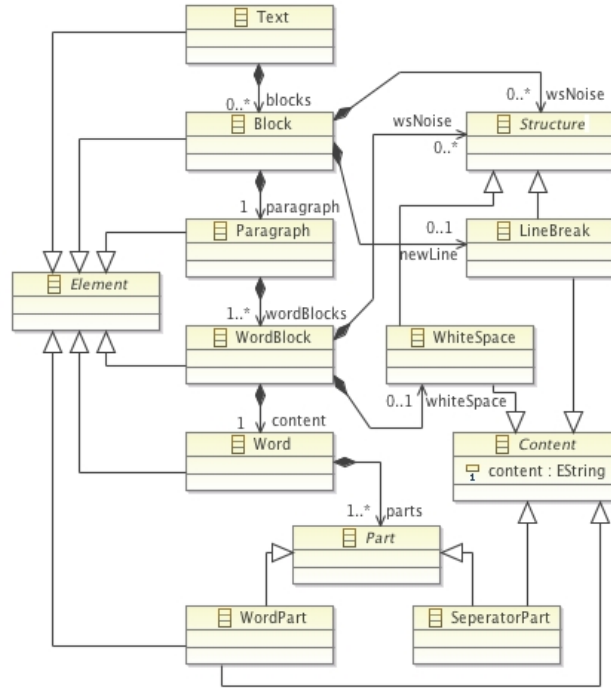 Text
0..* blocks
0..* wsNoise
Block
wsNoise
0..*
Structure
1 paragraph
Paragraph
0..1
newLine
LineBreak
Element
1..* wordBlocks
WordBlock
WhiteSpace
0..1 whiteSpace
1 content
Word
Content
1 content : EString
1..* parts
Part
WordPart
SeperatorPart